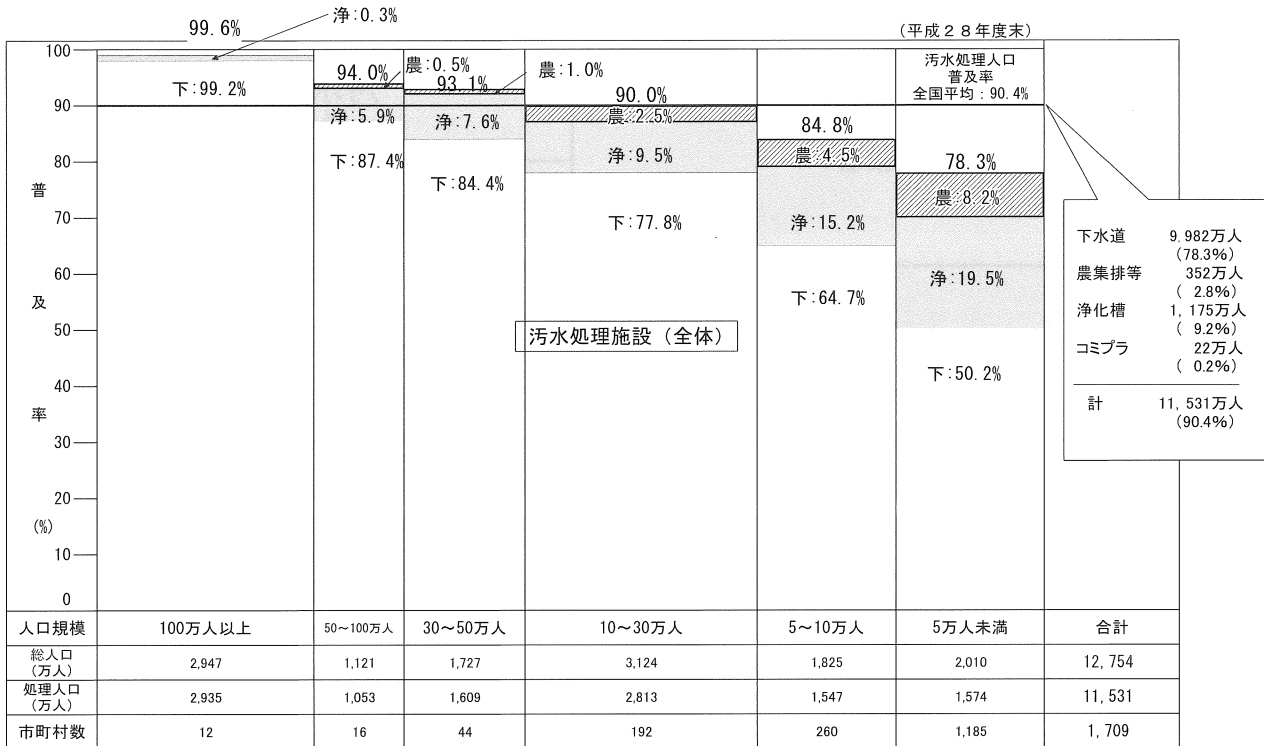 99.6%
浄:0.3%
(平成２８年度末)
100
下:99.2%
94.0%
農:0.5%
93.1%
農:1.0%
汚水処理人口
普及率
全国平均:90.4%
90
浄:5.9%
浄:7.6%
90.0%
農:2.5%
84.8%
80
下:87.4%
下:84.4%
浄:9.5%
農:4.5%
78.3%
農:8.2%
普及率(%)
70
下:77.8%
浄:15.2%
60
下:64.7%
浄:19.5%
50
汚水処理施設（全体）
下:50.2%
40
30
20
10
0
下水道 9,982万人
(78.3%)
農集排等 352万人
( 2.8%)
浄化槽 1,175万人
( 9.2%)
コミプラ 22万人
( 0.2%)
計 11,531万人
(90.4%)
人口規模 100万人以上 50～100万人 30～50万人 10～30万人 5～10万人 5万人未満 合計
総人口
(万人) 2,947 1,121 1,727 3,124 1,825 2,010 12,754
処理人口
(万人) 2,935 1,053 1,609 2,813 1,547 1,574 11,531
市町村数 12 16 44 192 260 1,185 1,709